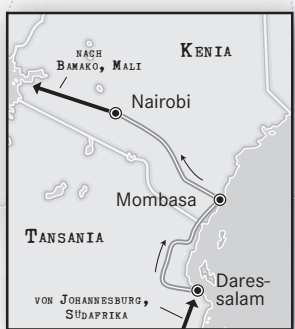 NACH
BAMAKO, MALI
KENIA
Nairobi
Mombasa
TANSANIA
Dares-
salam
VON JOHANNESBURG,
SÜDAFRIKA